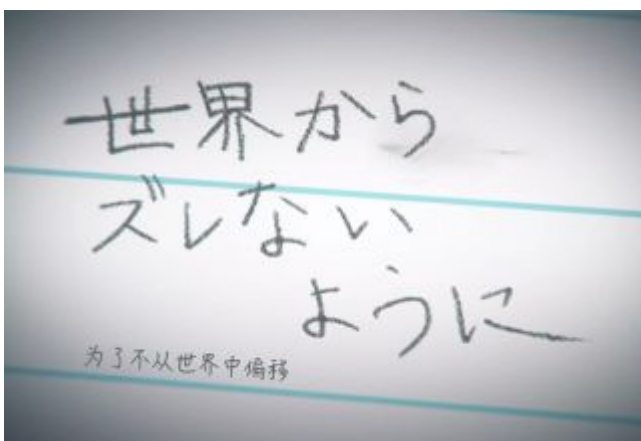 世界から
ズレない
ように
为了不从世界中偏移